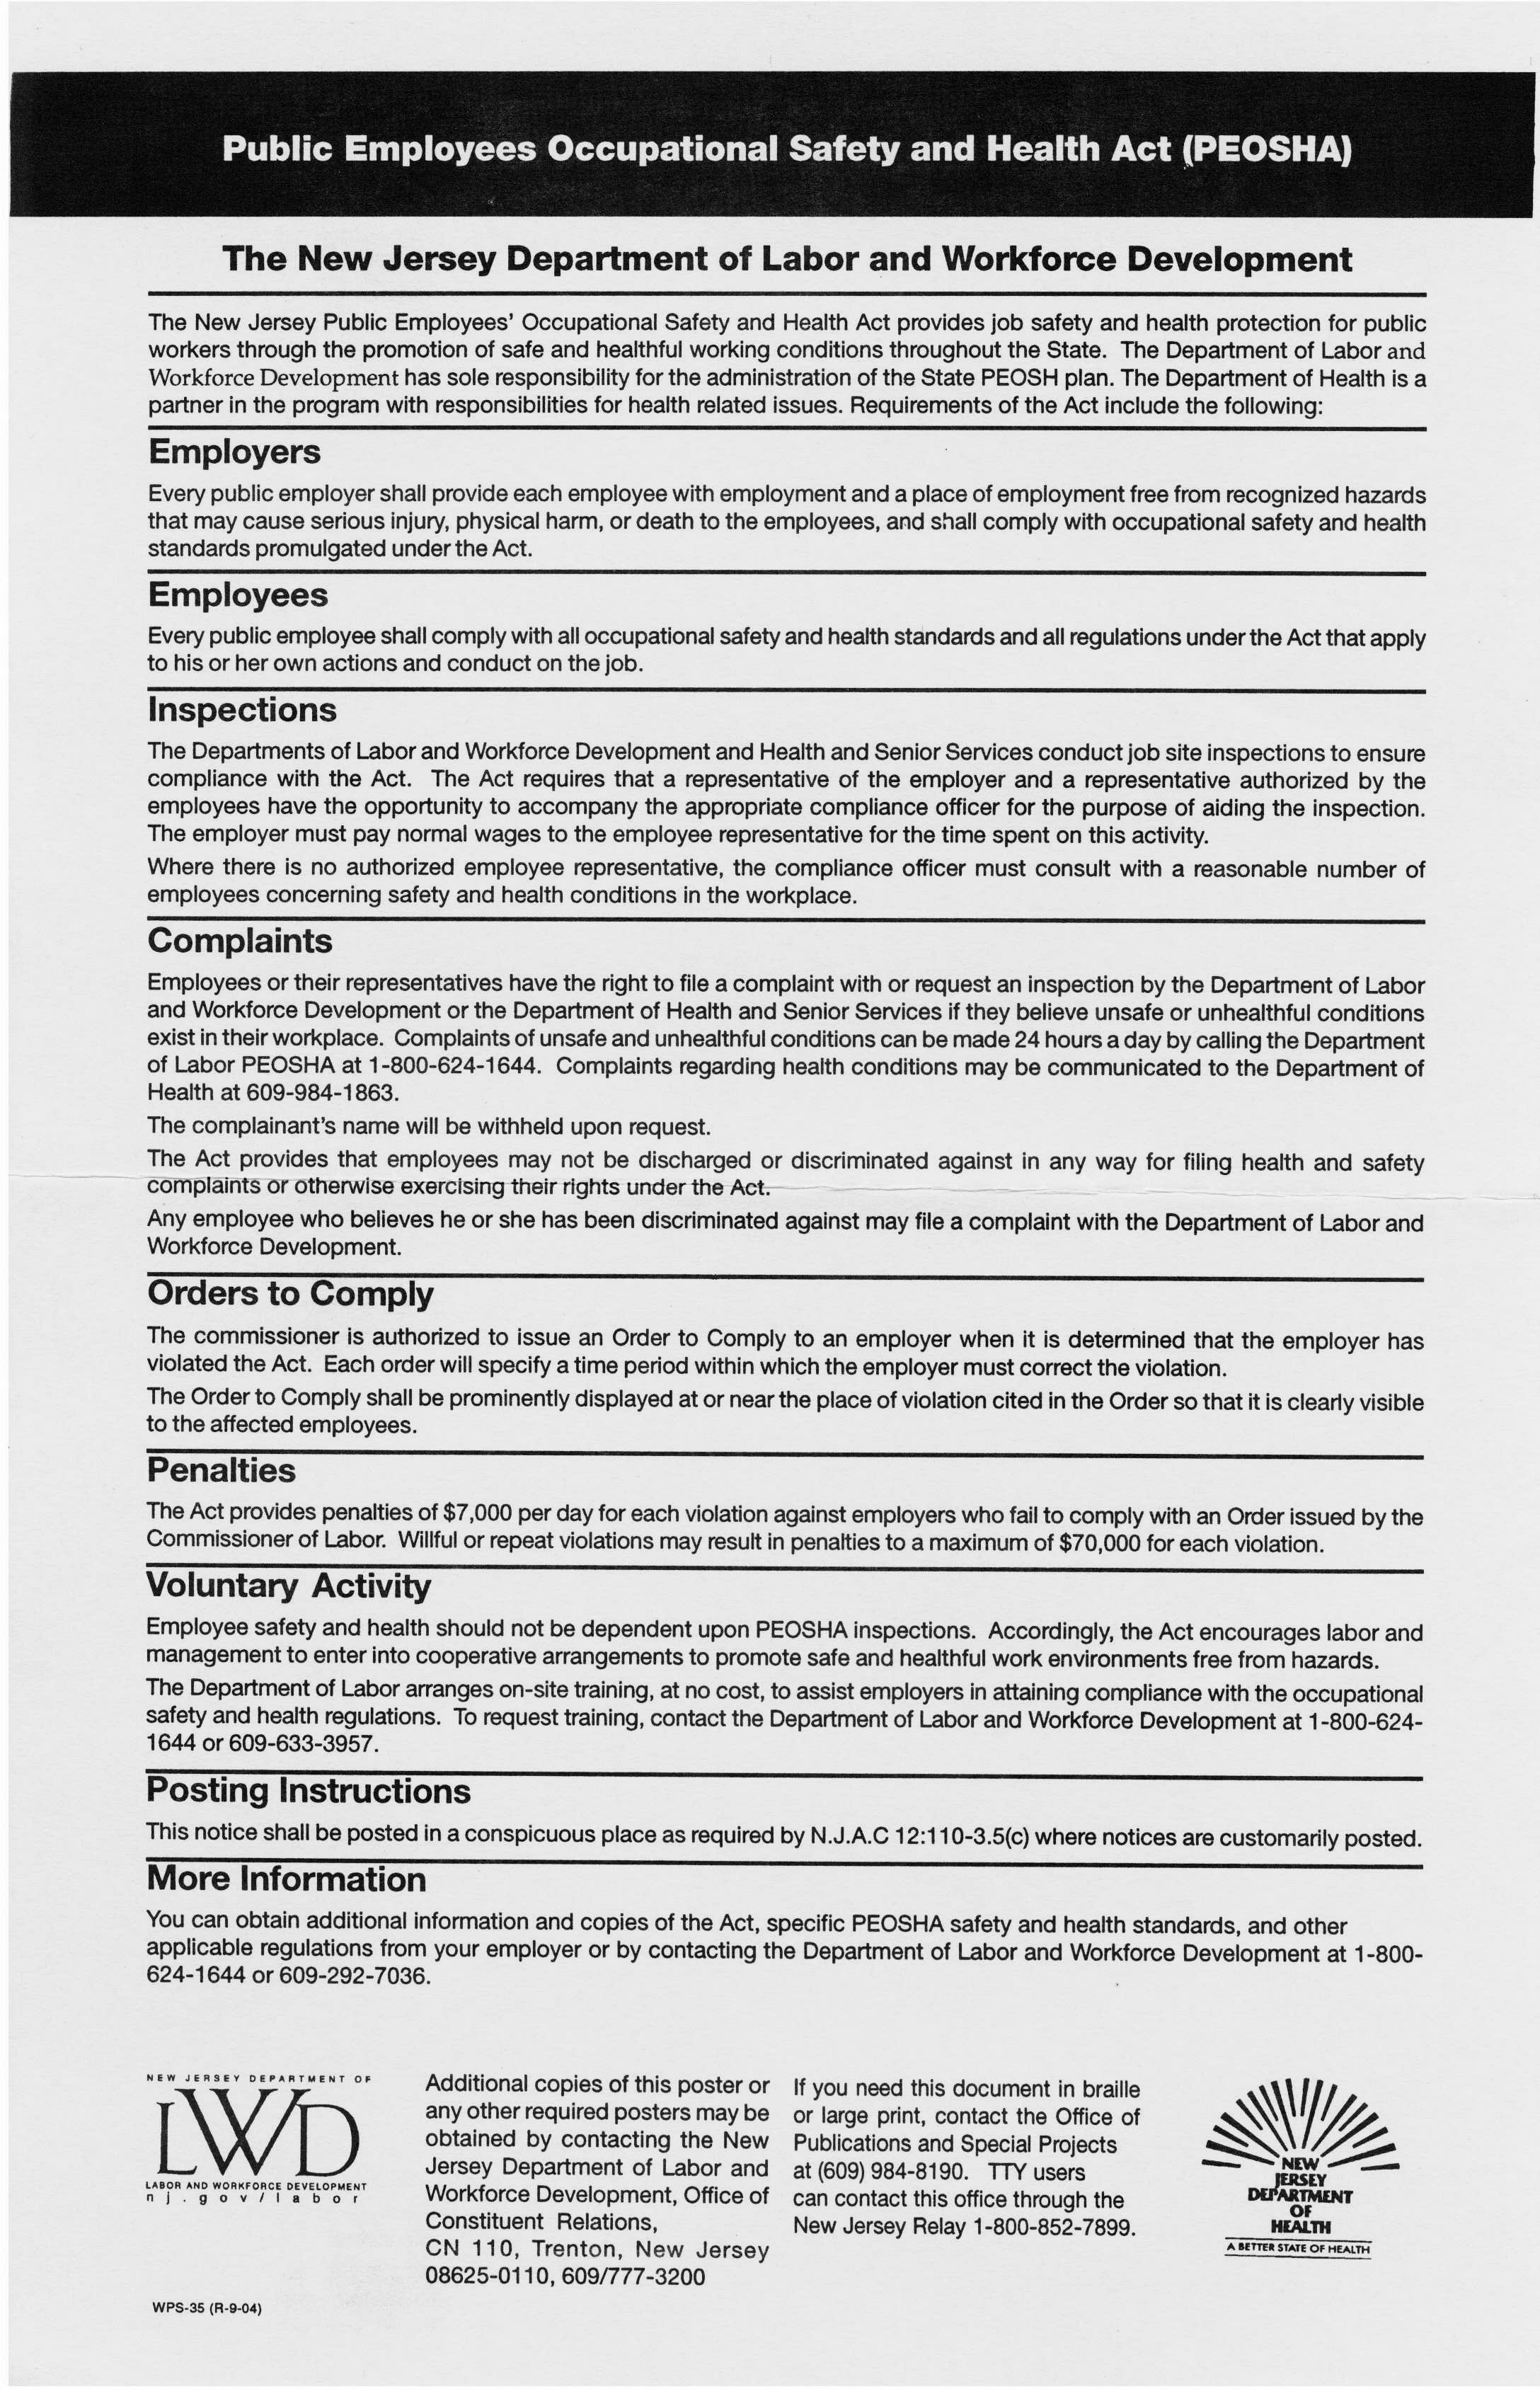 Public Employees Occupational Safety and Health Act (PEOSHA)
The New Jersey Department of Labor and Workforce Development
The New Jersey Public Employees' Occupational Safety and Health Act provides job safety and health protection for public
workers through the promotion of safe and healthful working conditions throughout the State. The Department of Labor and
Workforce Development has sole responsibility for the administration of the State PEOSH plan. The Department of Health is a
partner in the program with responsibilities for health related issues. Requirements of the Act include the following:
Employers
Every public employer shall provide each employee with employment and a place of employment free from recognized hazards
that may cause serious injury, physical harm, or death to the employees, and shall comply with occupational safety and health
standards promulgated under the Act.
Employees
Every public employee shall comply with all occupational safety and health standards and all regulations under the Act that apply
to his or her own actions and conduct on the job.
Inspections
The Departments of Labor and Workforce Development and Health and Senior Services conduct job site inspections to ensure
compliance with the Act. The Act requires that a representative of the employer and a representative authorized by the
employees have the opportunity to accompany the appropriate compliance officer for the purpose of aiding the inspection.
The employer must pay normal wages to the employee representative for the time spent on this activity.
Where there is no authorized employee representative, the compliance officer must consult with a reasonable number of
employees concerning safety and health conditions in the workplace.
Complaints
Employees or their representatives have the right to file a complaint with or request an inspection by the Department of Labor
and Workforce Development or the Department of Health and Senior Services if they believe unsafe or unhealthful conditions
exist in their workplace. Complaints of unsafe and unhealthful conditions can be made 24 hours a day by calling the Department
of Labor PEOSHA at 1-800-624-1644. Complaints regarding health conditions may be communicated to the Department of
Health at 609-984-1863.
The complainant's name will be withheld upon request.
The Act provides that employees may not be discharged or discriminated against in any way for filing health and safety
complaints or otherwise exercising their rights under the Act.
Any employee who believes he or she has been discriminated against may file a complaint with the Department of Labor and
Workforce Development.
Orders to Comply
The commissioner is authorized to issue an Order to Comply to an employer when it is determined that the employer has
violated the Act. Each order will specify a time period within which the employer must correct the violation.
The Order to Comply shall be prominently displayed at or near the place of violation cited in the Order so that it is clearly visible
to the affected employees.
Penalties
The Act provides penalties of $7,000 per day for each violation against employers who fail to comply with an Order issued by the
Commissioner of Labor. Willful or repeat violations may result in penalties to a maximum of $70,000 for each violation.
Voluntary Activity
Employee safety and health should not be dependent upon PEOSHA inspections. Accordingly, the Act encourages labor and
management to enter into cooperative arrangements to promote safe and healthful work environments free from hazards.
The Department of Labor arranges on-site training, at no cost, to assist employers in attaining compliance with the occupational
safety and health regulations. To request training, contact the Department of Labor and Workforce Development at 1-800-624-
1644 or 609-633-3957.
Posting Instructions
This notice shall be posted in a conspicuous place as required by N.J.A.C 12:110-3.5(c) where notices are customarily posted.
More Information
You can obtain additional information and copies of the Act, specific PEOSHA safety and health standards, and other
applicable regulations from your employer or by contacting the Department of Labor and Workforce Development at 1-800-
624-1644 or 609-292-7036.
NEW JERSEY DEPARTMENT OF
LWD
LABOR AND WORKFORCE DEVELOPMENT
nj.gov/labor
Additional copies of this poster or
any other required posters may be
obtained by contacting the New
Jersey Department of Labor and
Workforce Development, Office of
Constituent Relations,
CN 110, Trenton, New Jersey
08625-0110, 609/777-3200
If you need this document in braille
or large print, contact the Office of
Publications and Special Projects
at (609) 984-8190. TTY users
can contact this office through the
New Jersey Relay 1-800-852-7899.
NEW
JERSEY
DEPARTMENT
OF
HEALTH
A BETTER STATE OF HEALTH
WPS-35 (R-9-04)